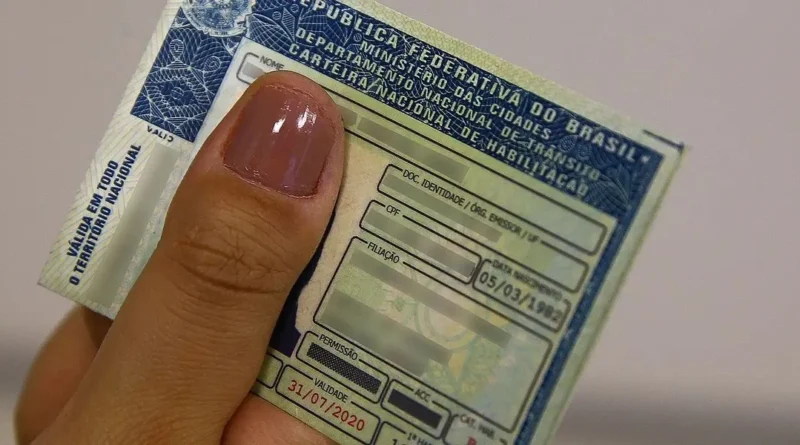 REPÚBLICA FEDERATIVA DO BRASIL
MINISTÉRIO DAS CIDADES
DEPARTAMENTO NACIONAL DE TRÂNSITO
CARTEIRA NACIONAL DE HABILITAÇÃO
NOME
VÁLIDA EM TODO
O TERRITÓRIO NACIONAL
DOC. IDENTIDADE / ÓRG. EMISSOR / UF
CPF
DATA NASCIMENTO
05/03/1982
FILIAÇÃO
PERMISSÃO
ACC
CAT. HAB.
VALIDADE
31/07/2020